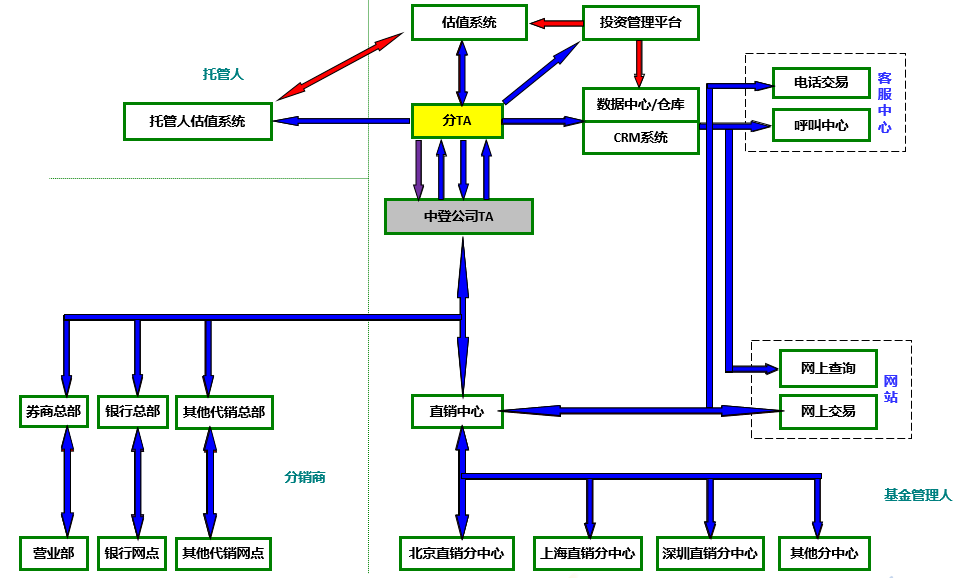 估值系统
投资管理平台
托管人
电话交易
客服中心
数据中心/仓库
托管人估值系统
分TA
呼叫中心
CRM系统
中登公司TA
网上查询
网站
券商总部
银行总部
其他代销总部
直销中心
网上交易
分销商
基金管理人
营业部
银行网点
其他代销网点
北京直销分中心
上海直销分中心
深圳直销分中心
其他分中心